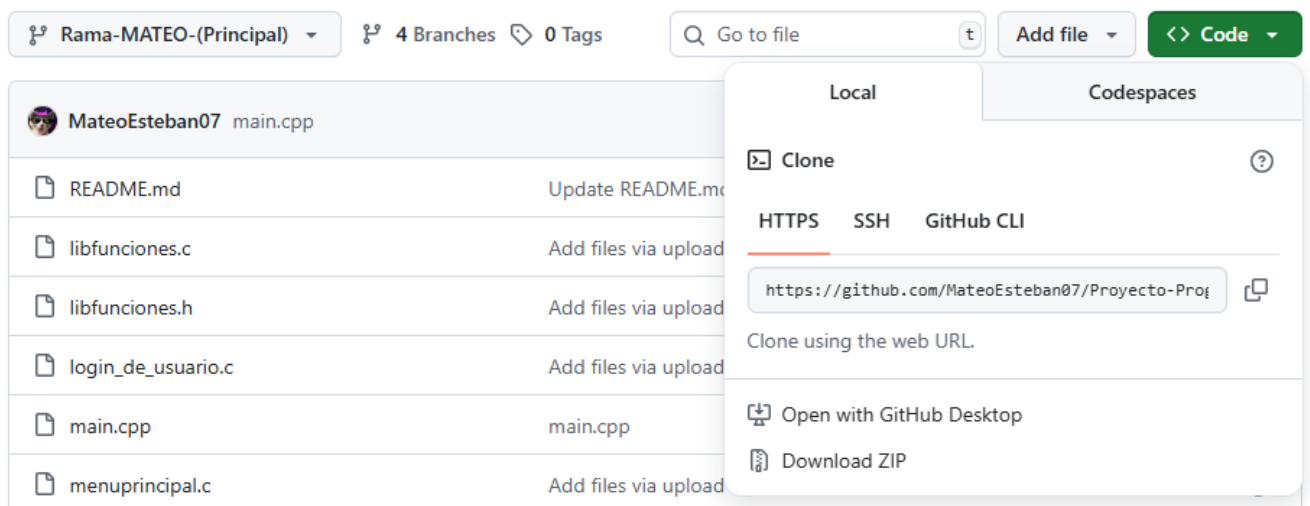 Rama-MATEO-(Principal) 4 Branches 0 Tags Go to file t Add file <> Code
Local Codespaces
MateoEsteban07 main.cpp
Clone
README.md Update README.md
HTTPS SSH GitHub CLI
libfunciones.c Add files via upload
https://github.com/MateoEsteban07/Proyecto-Prog
libfunciones.h Add files via upload
Clone using the web URL.
login_de_usuario.c Add files via upload
Open with GitHub Desktop
main.cpp main.cpp
Download ZIP
menuprincipal.c Add files via upload